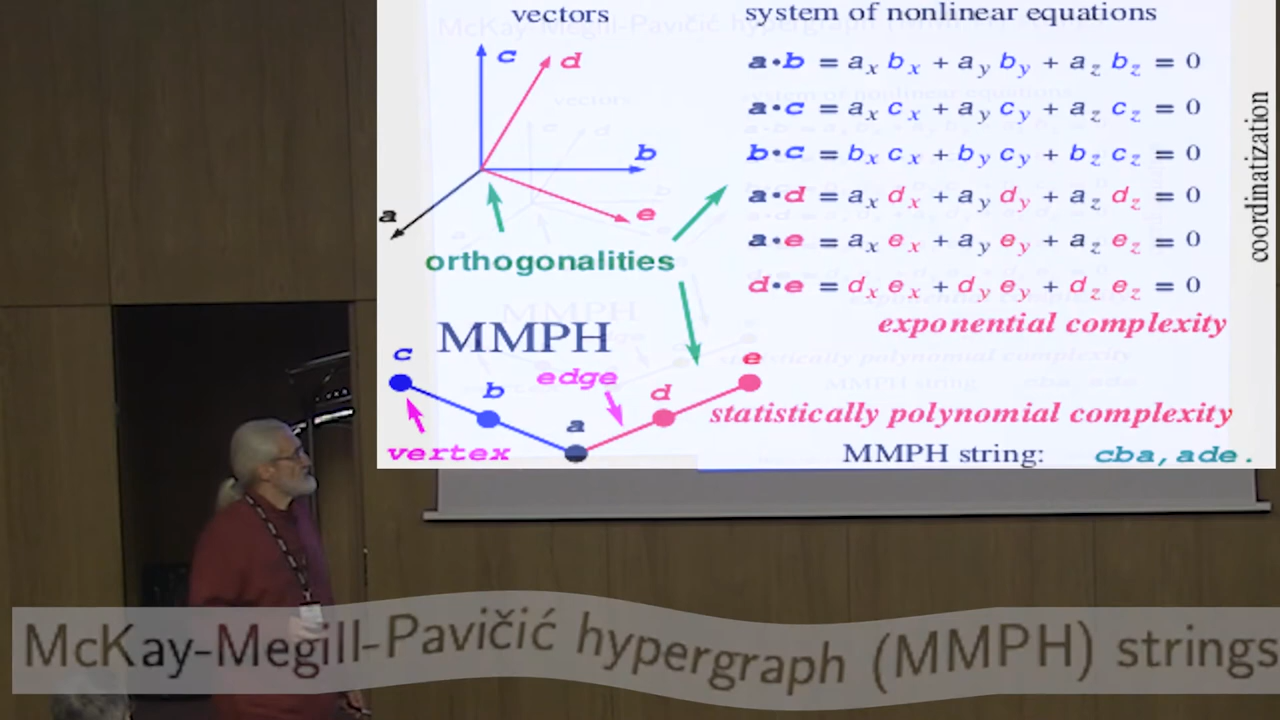 vectors
system of nonlinear equations
c
d
b
e
a
orthogonalities
a•b = a_x b_x + a_y b_y + a_z b_z = 0
a•c = a_x c_x + a_y c_y + a_z c_z = 0
b•c = b_x c_x + b_y c_y + b_z c_z = 0
a•d = a_x d_x + a_y d_y + a_z d_z = 0
a•e = a_x e_x + a_y e_y + a_z e_z = 0
d•e = d_x e_x + d_y e_y + d_z e_z = 0
coordinatization
exponential complexity
MMPH
c
b
a
edge
d
e
vertex
statistically polynomial complexity
MMPH string: cba,ade.
McKay-Megill-Pavičić hypergraph (MMPH) strings